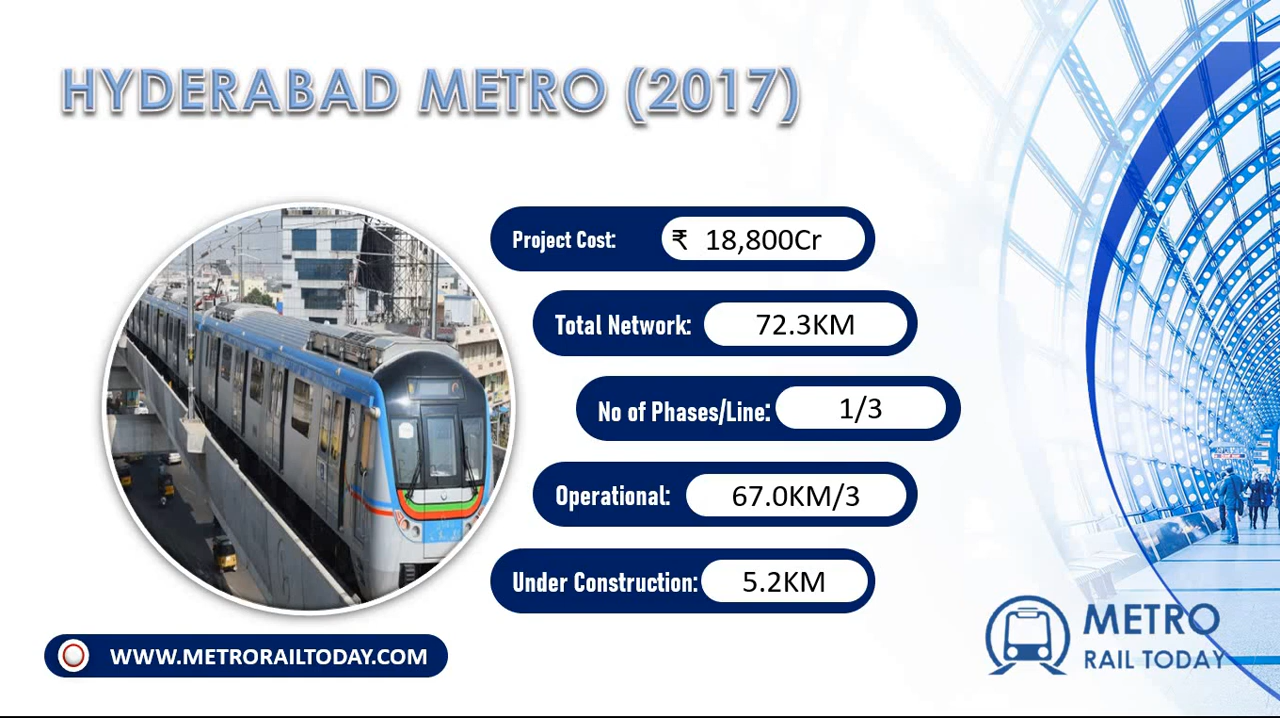 HYDERABAD METRO (2017)
Project Cost: ₹ 18,800Cr
Total Network: 72.3KM
No of Phases/Line: 1/3
Operational: 67.0KM/3
Under Construction: 5.2KM
WWW.METRORAILTODAY.COM
METRO
RAIL TODAY